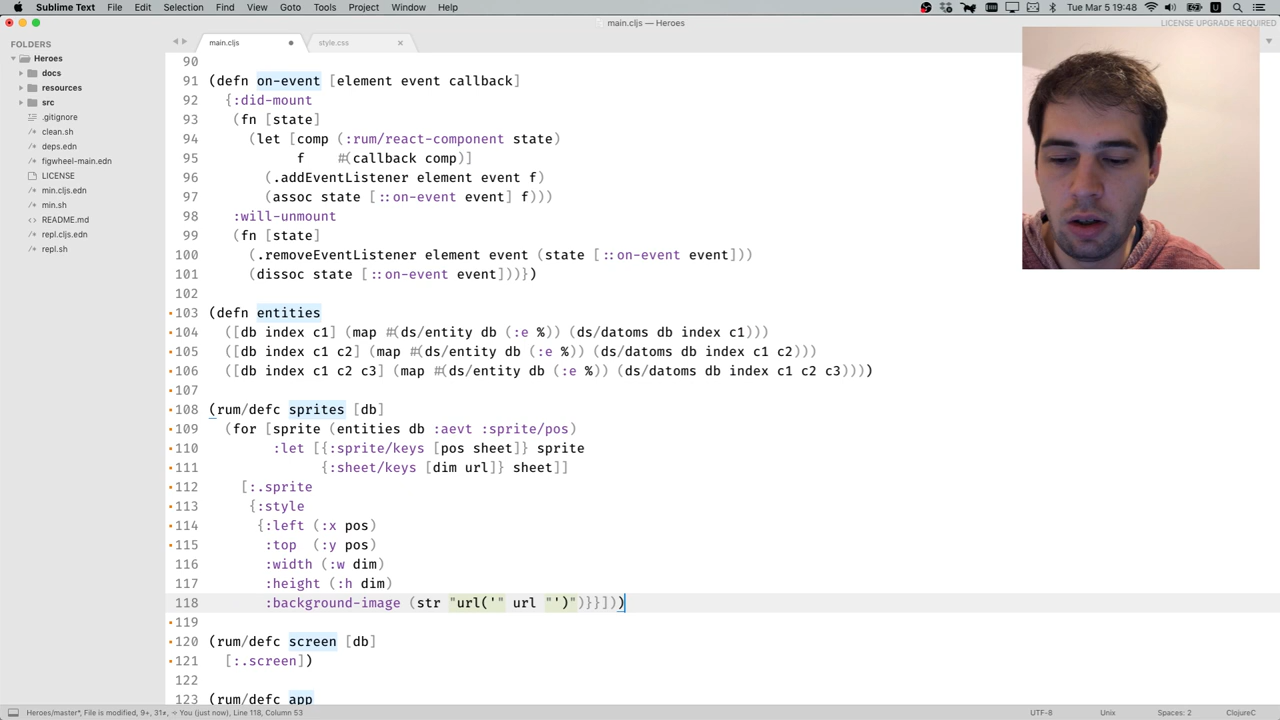 Sublime Text File Edit Selection Find View Goto Tools Project Window Help
Tue Mar 5 19:48
main.cljs — Heroes
LICENSE UPGRADE REQUIRED
FOLDERS
Heroes
docs
resources
src
.gitignore
clean.sh
deps.edn
figwheel-main.edn
LICENSE
min.cljs.edn
min.sh
README.md
repl.cljs.edn
repl.sh
main.cljs
style.css
90
91 (defn on-event [element event callback]
92 {:did-mount
93 (fn [state]
94 (let [comp (:rum/react-component state)
95 f #(callback comp)]
96 (.addEventListener element event f)
97 (assoc state [::on-event event] f)))
98 :will-unmount
99 (fn [state]
100 (.removeEventListener element event (state [::on-event event]))
101 (dissoc state [::on-event event]))})
102
103 (defn entities
104 ([db index c1] (map #(ds/entity db (:e %)) (ds/datoms db index c1)))
105 ([db index c1 c2] (map #(ds/entity db (:e %)) (ds/datoms db index c1 c2)))
106 ([db index c1 c2 c3] (map #(ds/entity db (:e %)) (ds/datoms db index c1 c2 c3))))
107
108 (rum/defc sprites [db]
109 (for [sprite (entities db :aevt :sprite/pos)
110 :let [{:sprite/keys [pos sheet]} sprite
111 {:sheet/keys [dim url]} sheet]]
112 [:.sprite
113 {:style
114 {:left (:x pos)
115 :top (:y pos)
116 :width (:w dim)
117 :height (:h dim)
118 :background-image (str "url('" url "')")}}]))
119
120 (rum/defc screen [db]
121 [:.screen])
122
123 (rum/defc app
Heroes/master*, File is modified, 9+, 31≠, ÷ You (just now), Line 118, Column 53
UTF-8
Unix
Spaces: 2
ClojureC